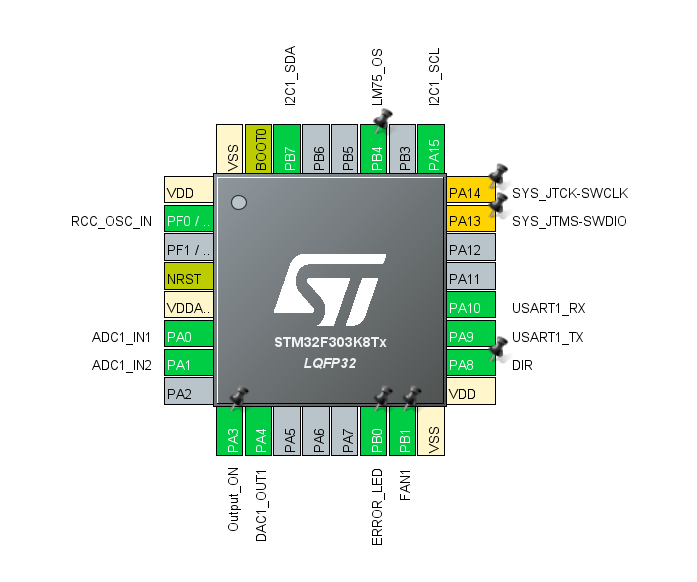 I2C1_SDA
LM75_OS
I2C1_SCL
VSS
BOOT0
PB7
PB6
PB5
PB4
PB3
PA15
VDD
RCC_OSC_IN PF0 / ..
PF1 / ..
NRST
VDDA..
ADC1_IN1 PA0
ADC1_IN2 PA1
PA2
ST
STM32F303K8Tx
LQFP32
PA14 SYS_JTCK-SWCLK
PA13 SYS_JTMS-SWDIO
PA12
PA11
PA10 USART1_RX
PA9 USART1_TX
PA8 DIR
VDD
PA3
PA4
PA5
PA6
PA7
PB0
PB1
VSS
Output_ON
DAC1_OUT1
ERROR_LED
FAN1